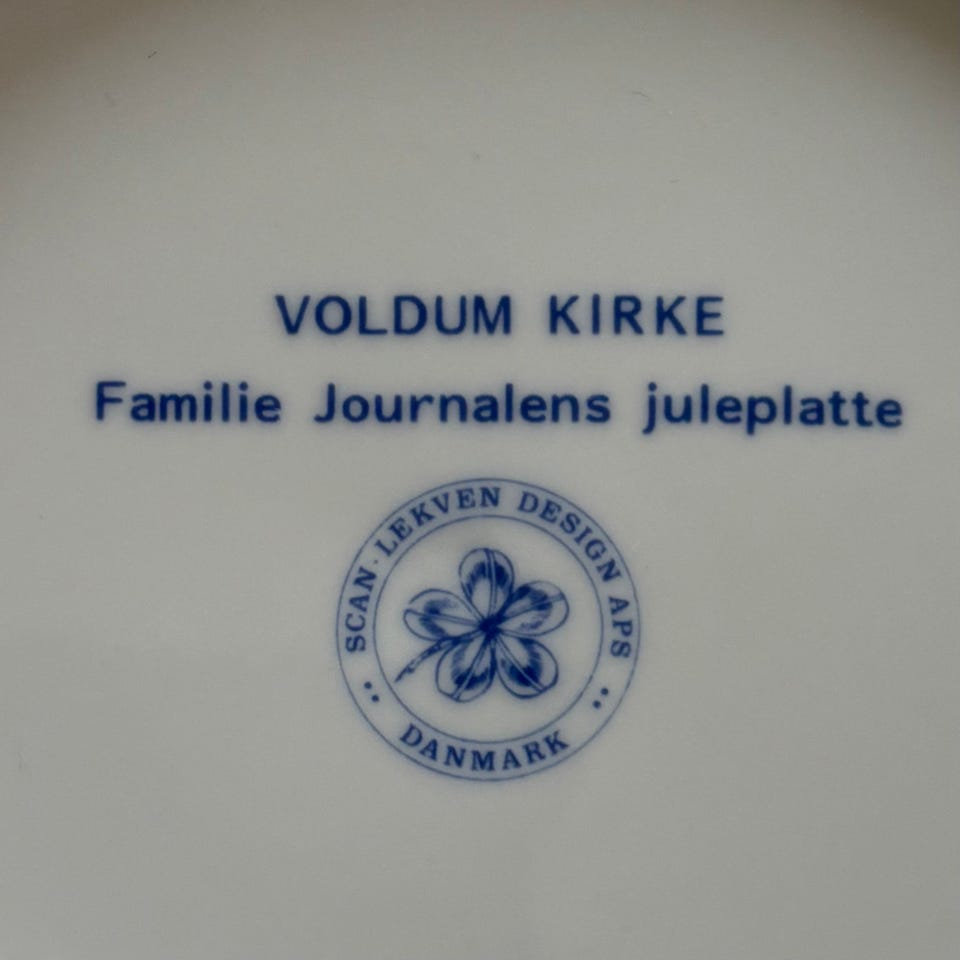 VOLDUM KIRKE
Familie Journalens juleplatte
SCAN·LEKVEN DESIGN APS
DANMARK